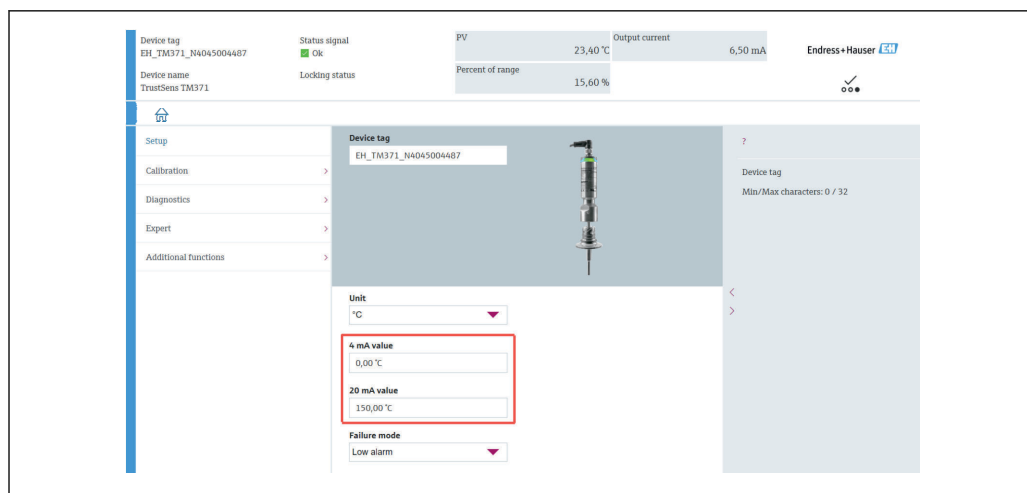 Device tag
EH_TM371_N4045004487
Status signal
Ok
PV
23,40 °C
Output current
6,50 mA
Endress+Hauser EH
Device name
TrustSens TM371
Locking status
Percent of range
15,60 %
Setup
Calibration
Diagnostics
Expert
Additional functions
Device tag
EH_TM371_N4045004487
Unit
°C
4 mA value
0,00 °C
20 mA value
150,00 °C
Failure mode
Low alarm
?
Device tag
Min/Max characters: 0 / 32